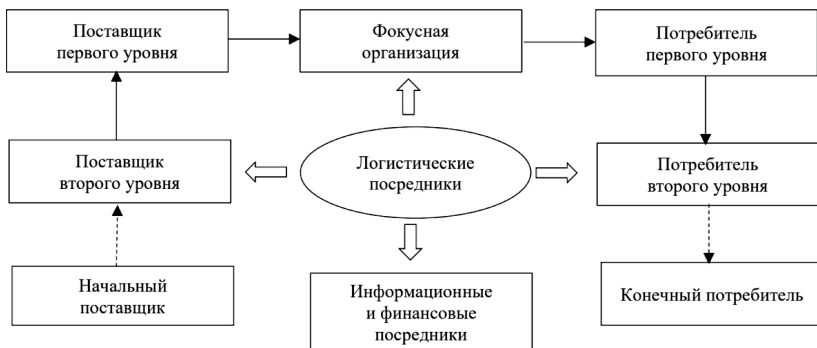 Поставщик
первого уровня
Фокусная
организация
Потребитель
первого уровня
Поставщик
второго уровня
Логистические
посредники
Потребитель
второго уровня
Начальный
поставщик
Информационные
и финансовые
посредники
Конечный потребитель